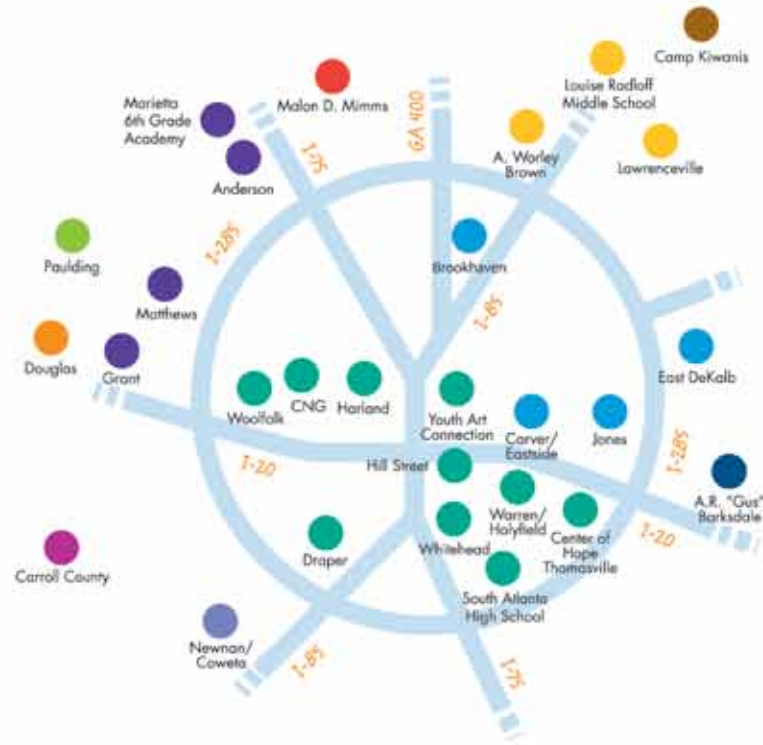 Camp Kiwanis
Louise Radloff
Middle School
Malon D. Mimms
GA 400
Marietta
6th Grade
Academy
I-75
A. Worley
Brown
Lawrenceville
Anderson
I-285
Paulding
Brookhaven
Matthews
I-85
Douglas
Grant
East DeKalb
Woolfolk
CNG
Harland
Youth Art
Connection
Carver/
Eastside
Jones
I-20
Hill Street
I-285
A.R. "Gus"
Barksdale
Warren/
Holyfield
Center of
Hope
Thomasville
I-20
Whitehead
Draper
Carroll County
South Atlanta
High School
Newnan/
Coweta
I-85
I-75